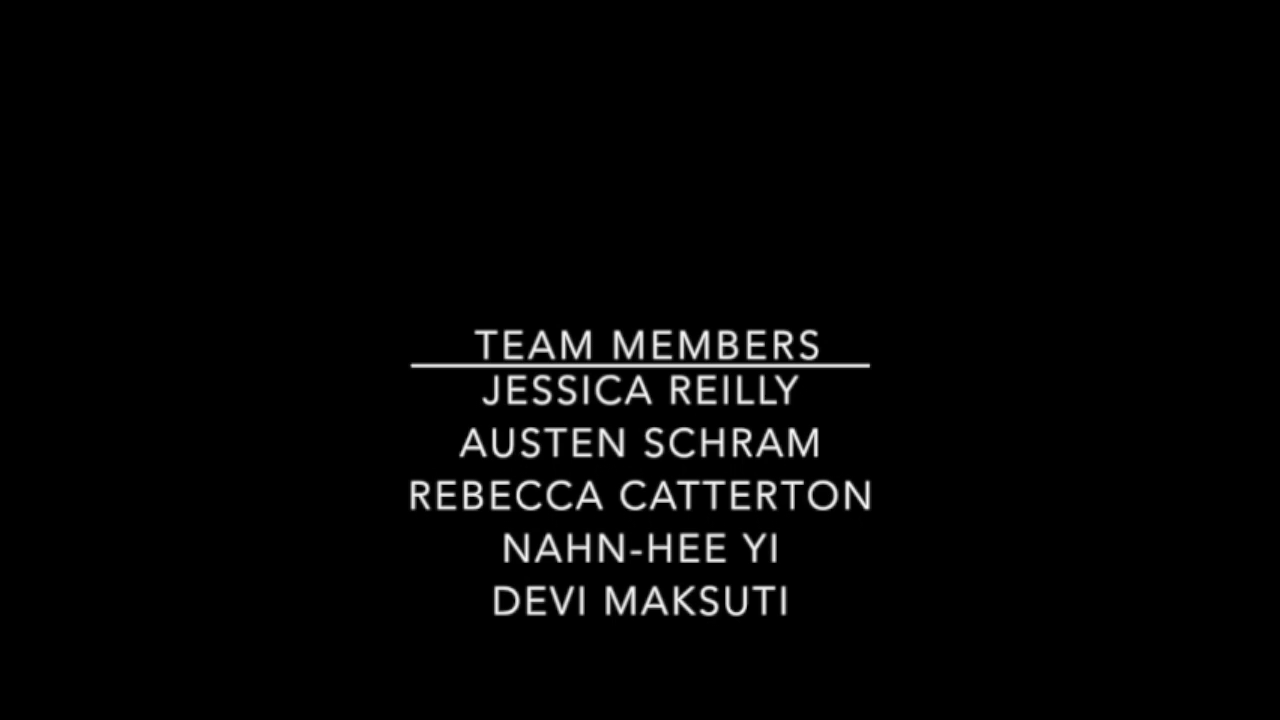 TEAM MEMBERS
JESSICA REILLY
AUSTEN SCHRAM
REBECCA CATTERTON
NAHN-HEE YI
DEVI MAKSUTI